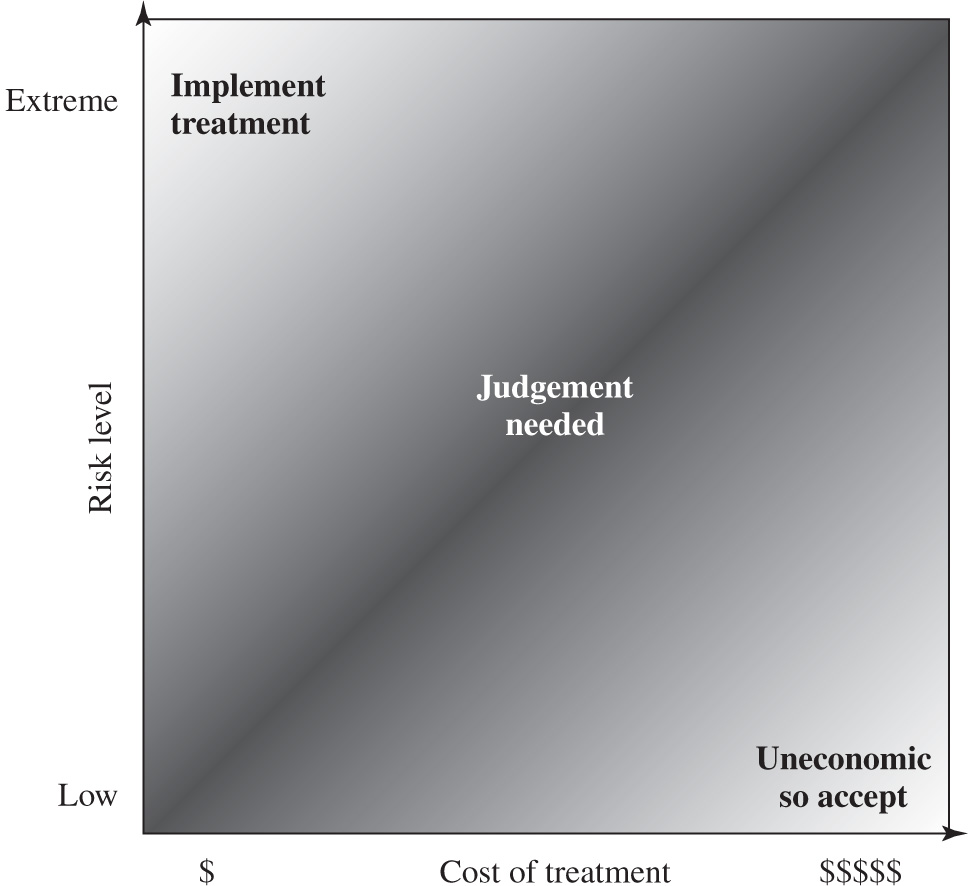 Extreme
Implement
treatment
Risk level
Judgement
needed
Uneconomic
so accept
Low
$
Cost of treatment
$$$$$